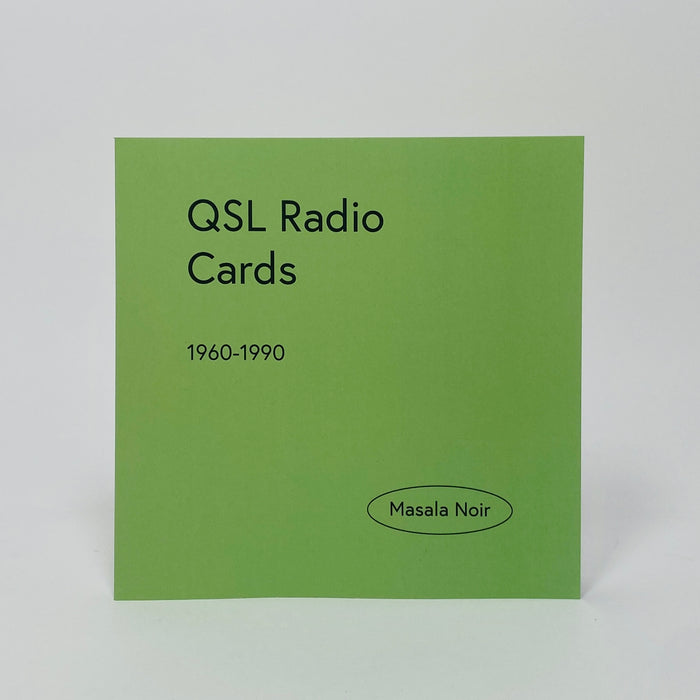 QSL Radio
Cards
1960-1990
Masala Noir